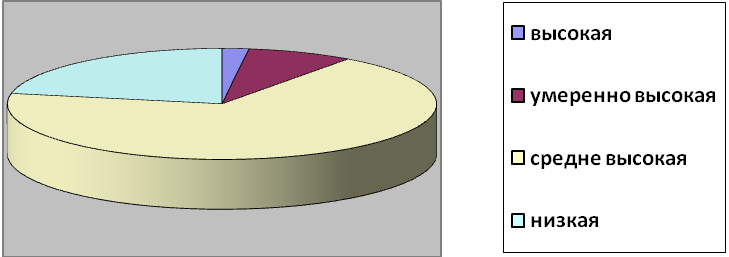 высокая
умеренно высокая
средне высокая
низкая